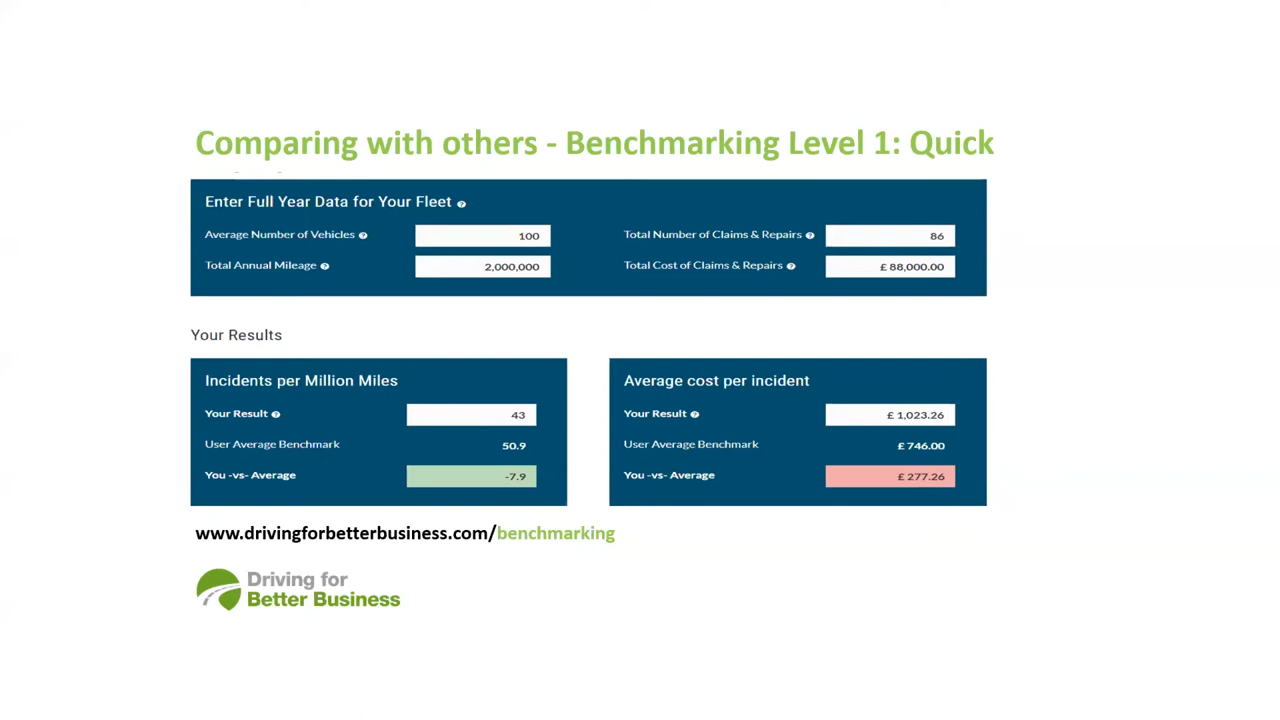 Comparing with others - Benchmarking Level 1: Quick
Enter Full Year Data for Your Fleet ?
Average Number of Vehicles ? 100 Total Number of Claims & Repairs ? 86
Total Annual Mileage ? 2,000,000 Total Cost of Claims & Repairs ? £ 88,000.00
Your Results
Incidents per Million Miles
Your Result ? 43
User Average Benchmark 50.9
You -vs- Average -7.9
Average cost per incident
Your Result ? £ 1,023.26
User Average Benchmark £ 746.00
You -vs- Average £ 277.26
www.drivingforbetterbusiness.com/benchmarking
Driving for
Better Business